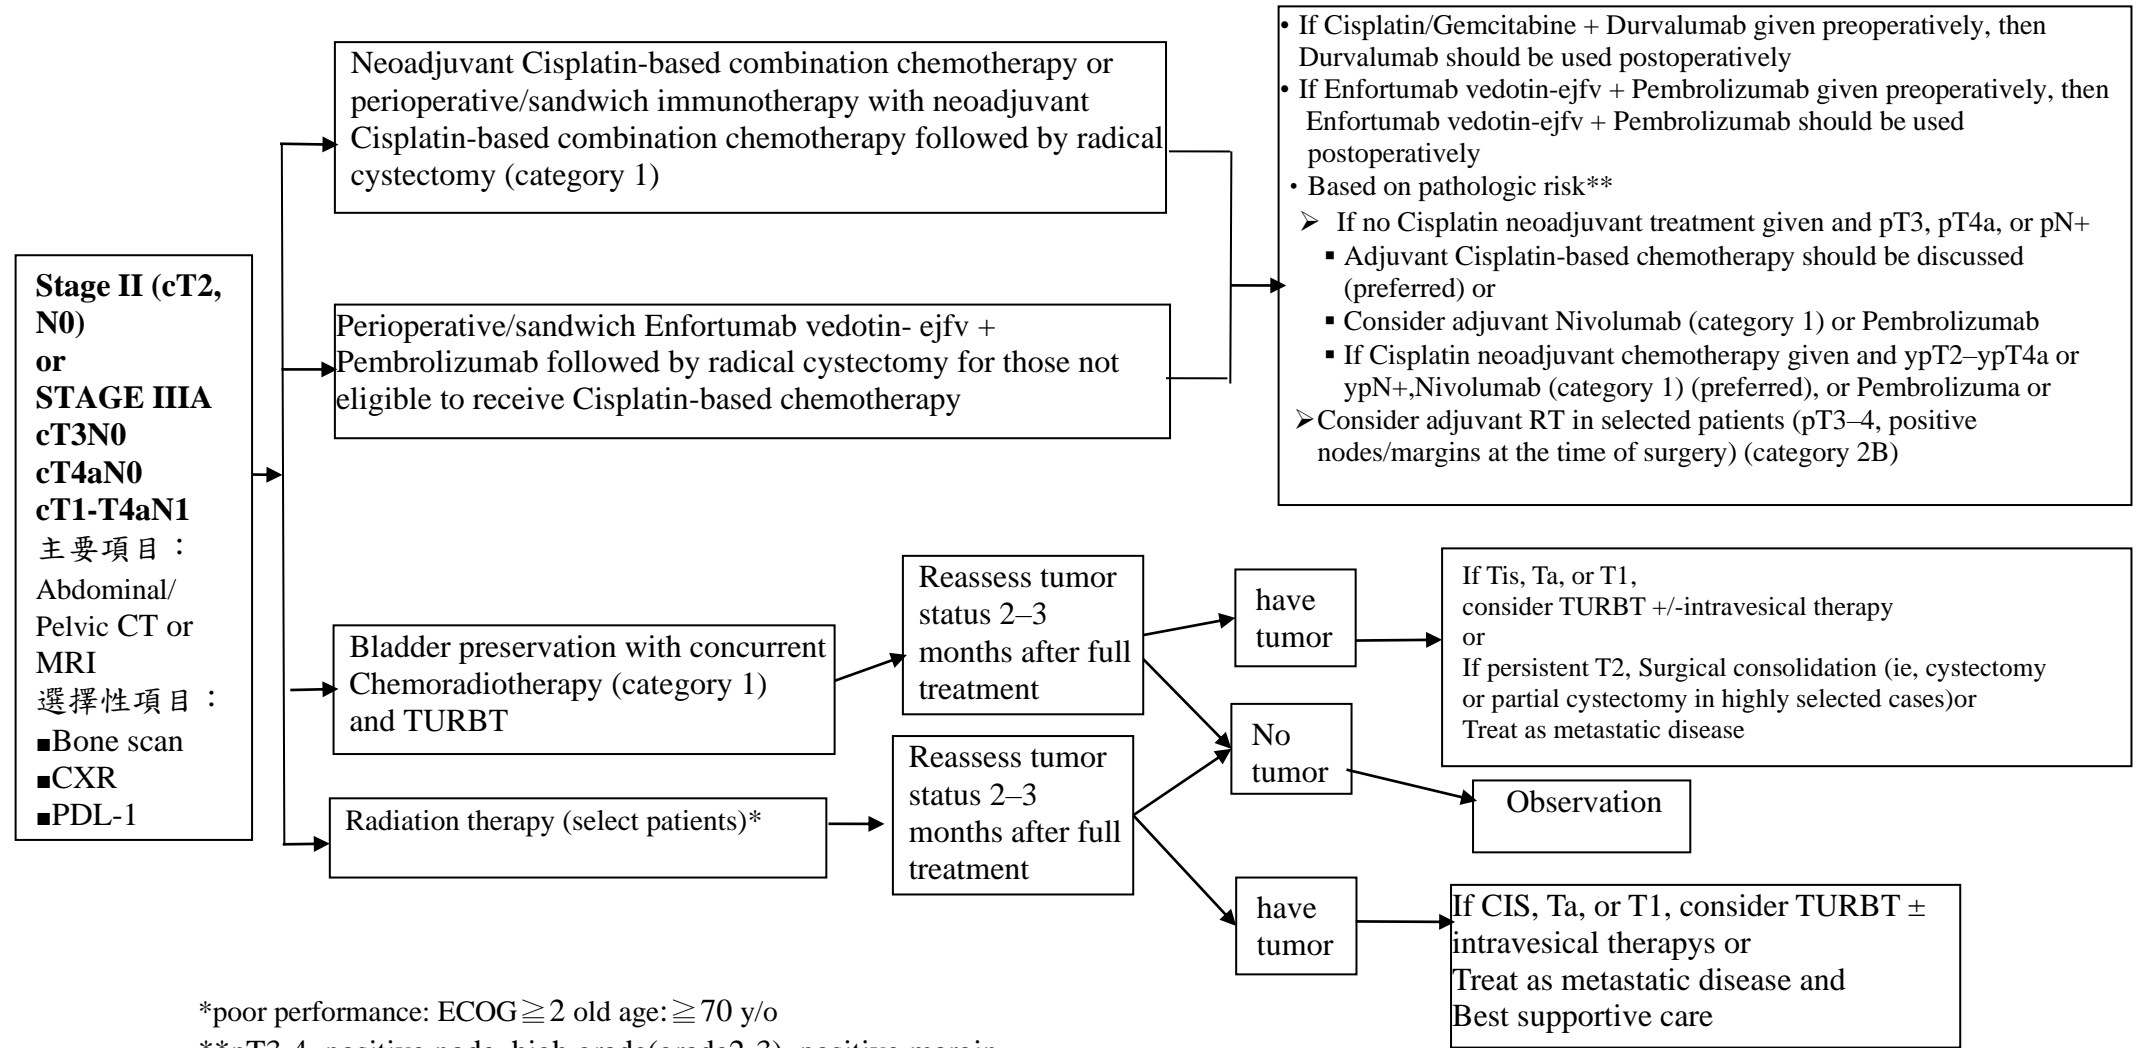 Stage II (cT2,
N0)
or
STAGE IIIA
cT3N0
cT4aN0
cT1-T4aN1
主要項目：
Abdominal/
Pelvic CT or
MRI
選擇性項目：
■Bone scan
■CXR
■PDL-1
Neoadjuvant Cisplatin-based combination chemotherapy or
perioperative/sandwich immunotherapy with neoadjuvant
Cisplatin-based combination chemotherapy followed by radical
cystectomy (category 1)
Perioperative/sandwich Enfortumab vedotin- ejfv +
Pembrolizumab followed by radical cystectomy for those not
eligible to receive Cisplatin-based chemotherapy
• If Cisplatin/Gemcitabine + Durvalumab given preoperatively, then
Durvalumab should be used postoperatively
• If Enfortumab vedotin-ejfv + Pembrolizumab given preoperatively, then
Enfortumab vedotin-ejfv + Pembrolizumab should be used
postoperatively
• Based on pathologic risk**
➢ If no Cisplatin neoadjuvant treatment given and pT3, pT4a, or pN+
▪ Adjuvant Cisplatin-based chemotherapy should be discussed
(preferred) or
▪ Consider adjuvant Nivolumab (category 1) or Pembrolizumab
▪ If Cisplatin neoadjuvant chemotherapy given and ypT2–ypT4a or
ypN+,Nivolumab (category 1) (preferred), or Pembrolizuma or
➢Consider adjuvant RT in selected patients (pT3–4, positive
nodes/margins at the time of surgery) (category 2B)
Bladder preservation with concurrent
Chemoradiotherapy (category 1)
and TURBT
Reassess tumor
status 2–3
months after full
treatment
have
tumor
If Tis, Ta, or T1,
consider TURBT +/-intravesical therapy
or
If persistent T2, Surgical consolidation (ie, cystectomy
or partial cystectomy in highly selected cases)or
Treat as metastatic disease
No
tumor
Observation
Radiation therapy (select patients)*
Reassess tumor
status 2–3
months after full
treatment
have
tumor
If CIS, Ta, or T1, consider TURBT ±
intravesical therapys or
Treat as metastatic disease and
Best supportive care
*poor performance: ECOG≧2 old age:≧70 y/o
**pT3-4, positive node, high grade(grade2-3), positive margin